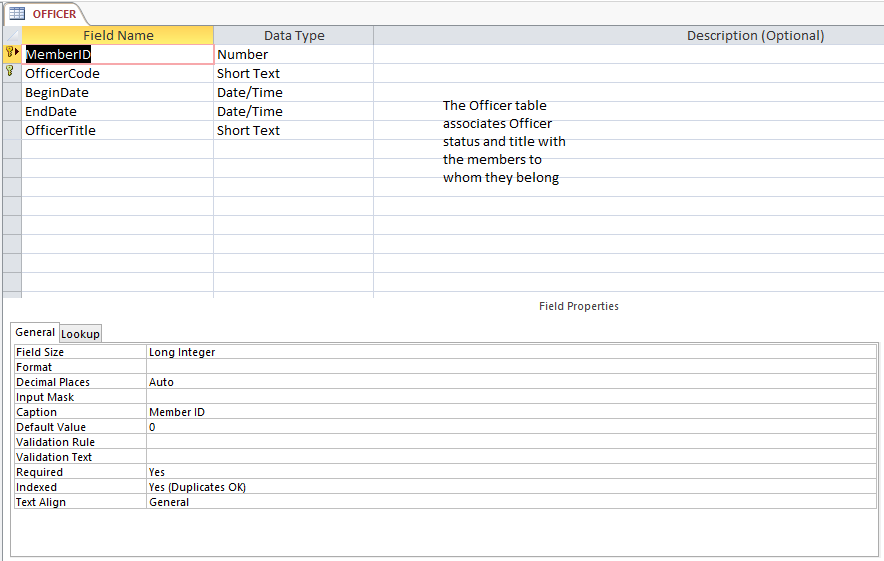 OFFICER
Field Name Data Type Description (Optional)
MemberID Number
OfficerCode Short Text
BeginDate Date/Time
EndDate Date/Time
OfficerTitle Short Text
The Officer table
associates Officer
status and title with
the members to
whom they belong
Field Properties
General Lookup
Field Size Long Integer
Format
Decimal Places Auto
Input Mask
Caption Member ID
Default Value 0
Validation Rule
Validation Text
Required Yes
Indexed Yes (Duplicates OK)
Text Align General